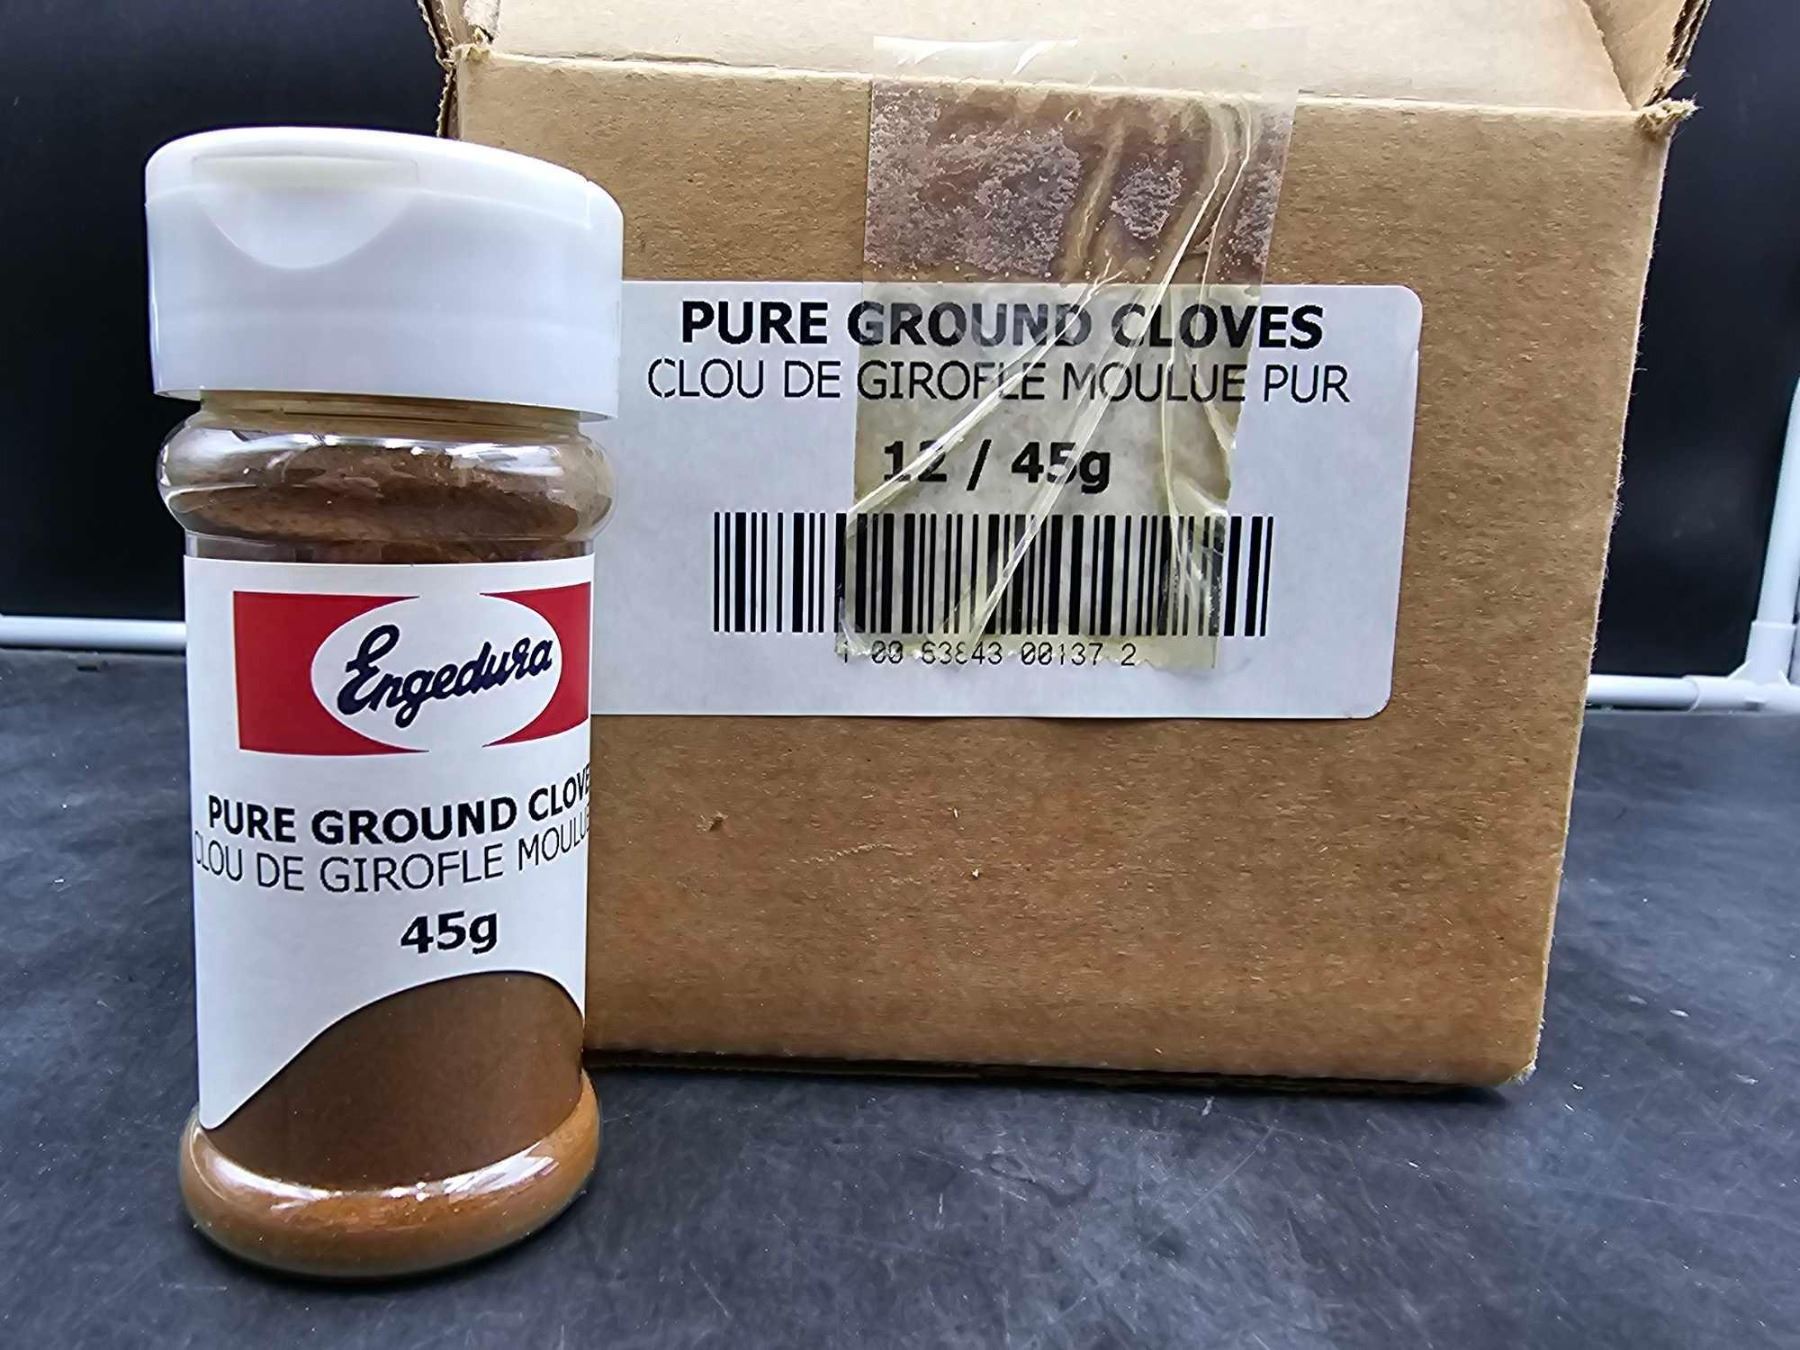 Engedura
PURE GROUND CLOVE
CLOU DE GIROFLE MOULUE
45g
PURE GROUND CLOVES
CLOU DE GIROFLE MOULUE PUR
12 / 45g
1 00 63843 00137 2